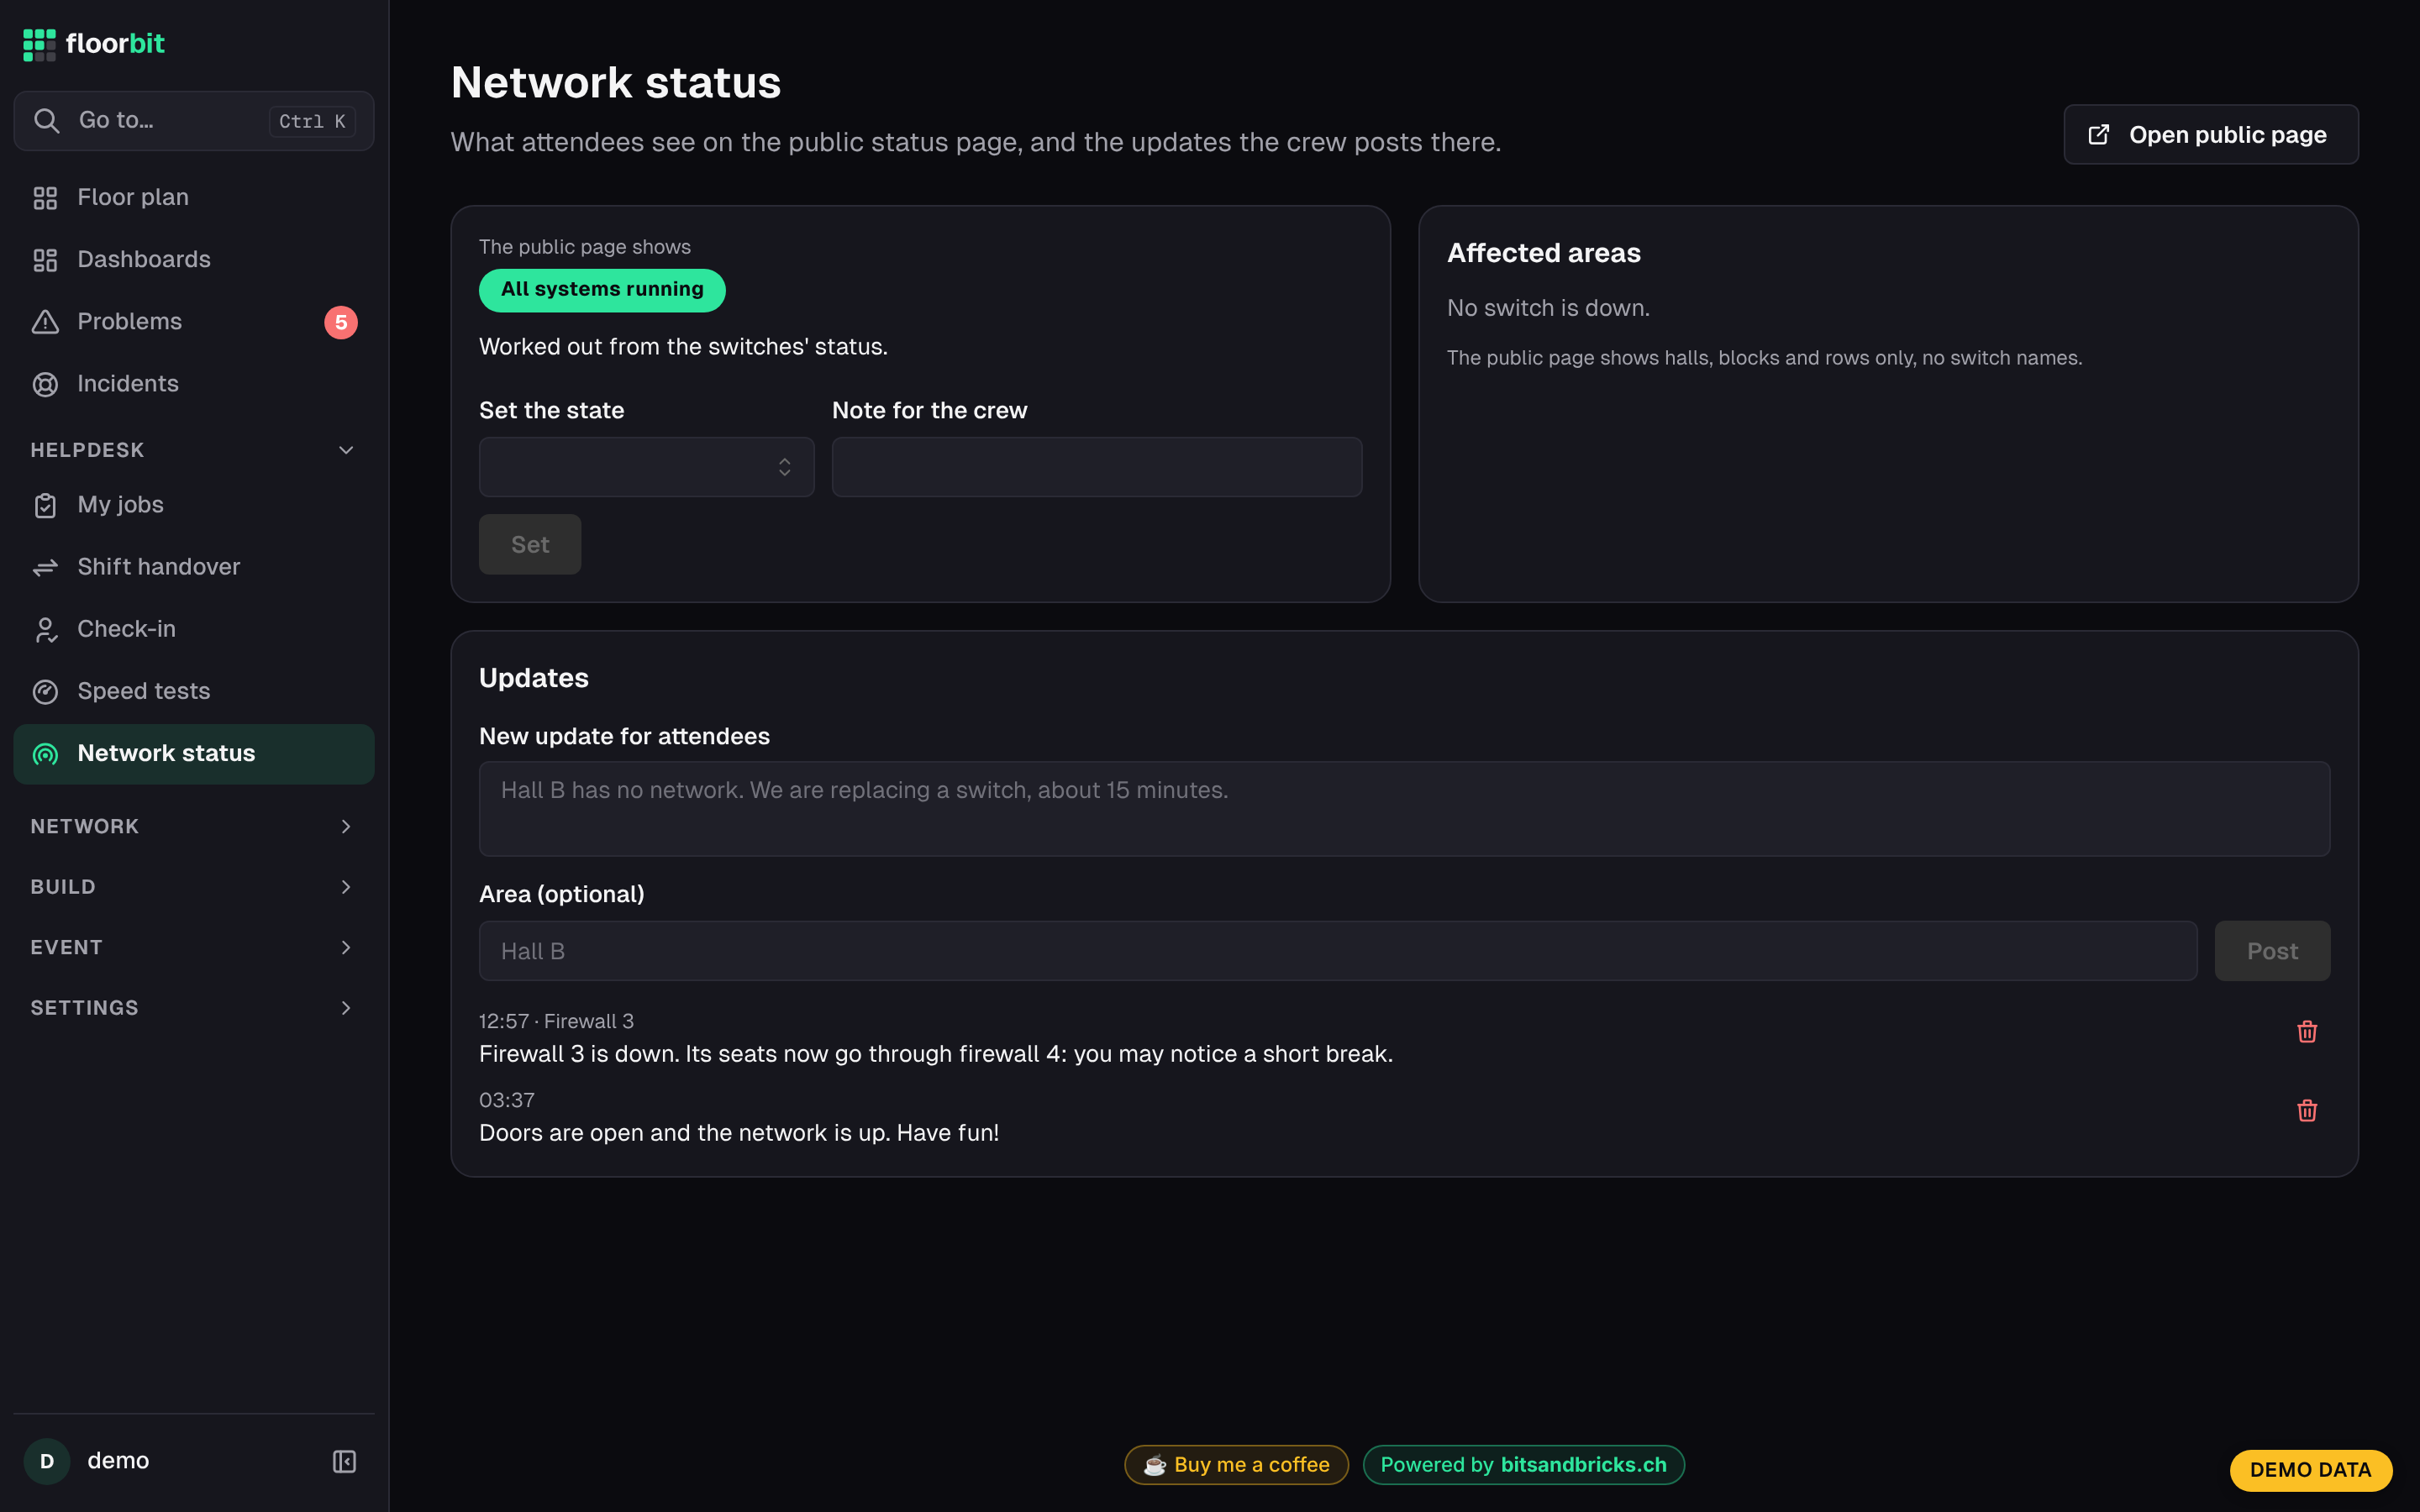 floorbit
Go to...
Ctrl K
Floor plan
Dashboards
Problems
5
Incidents
HELPDESK
My jobs
Shift handover
Check-in
Speed tests
Network status
NETWORK
BUILD
EVENT
SETTINGS
D
demo
Network status
What attendees see on the public status page, and the updates the crew posts there.
Open public page
The public page shows
All systems running
Worked out from the switches' status.
Set the state
Note for the crew
Set
Affected areas
No switch is down.
The public page shows halls, blocks and rows only, no switch names.
Updates
New update for attendees
Hall B has no network. We are replacing a switch, about 15 minutes.
Area (optional)
Hall B
Post
12:57 · Firewall 3
Firewall 3 is down. Its seats now go through firewall 4: you may notice a short break.
03:37
Doors are open and the network is up. Have fun!
Buy me a coffee
Powered by bitsandbricks.ch
DEMO DATA